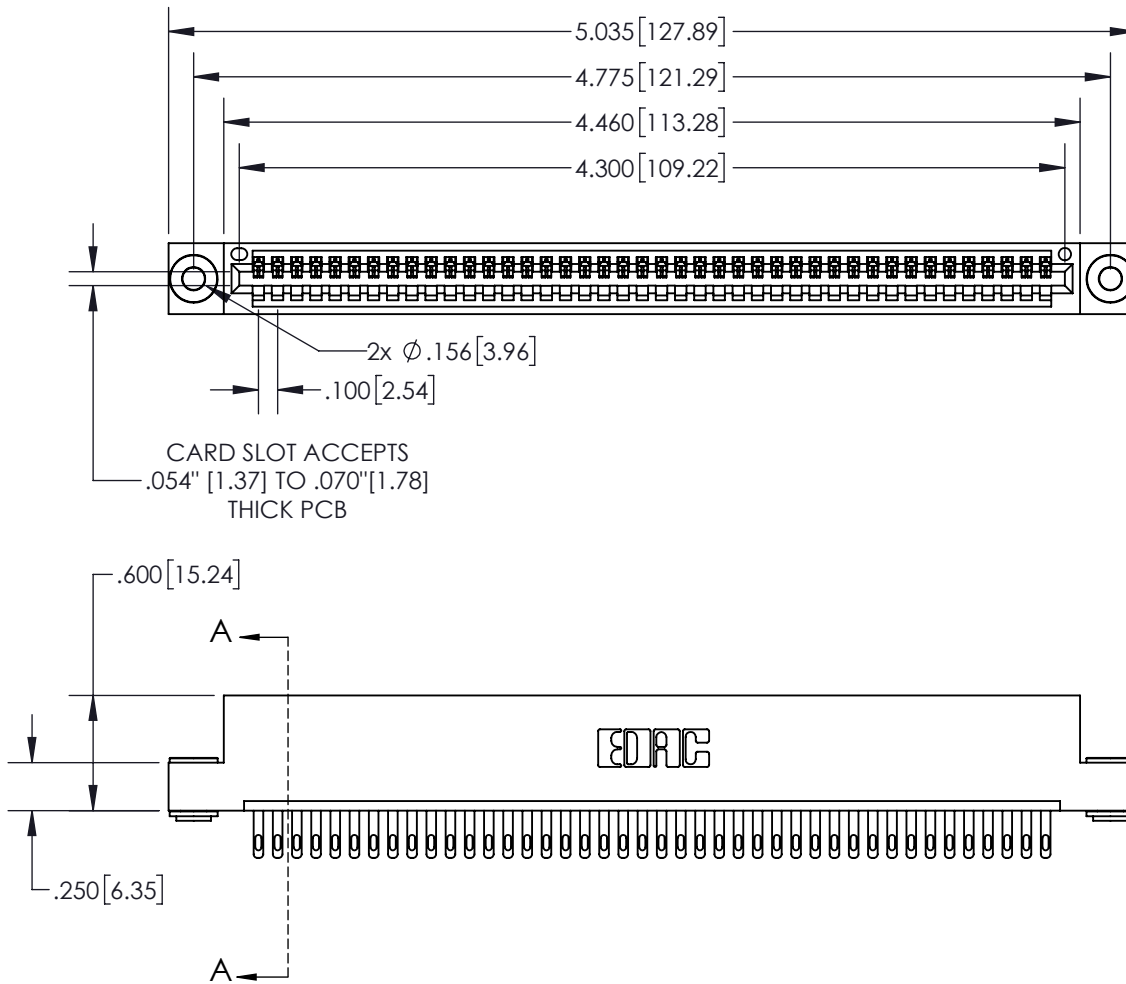 5.035[127.89]
4.775[121.29]
4.460[113.28]
4.300[109.22]
2x Ø.156[3.96]
.100[2.54]
CARD SLOT ACCEPTS
.054" [1.37] TO .070"[1.78]
THICK PCB
.600[15.24]
A
EDAC
.250[6.35]
A